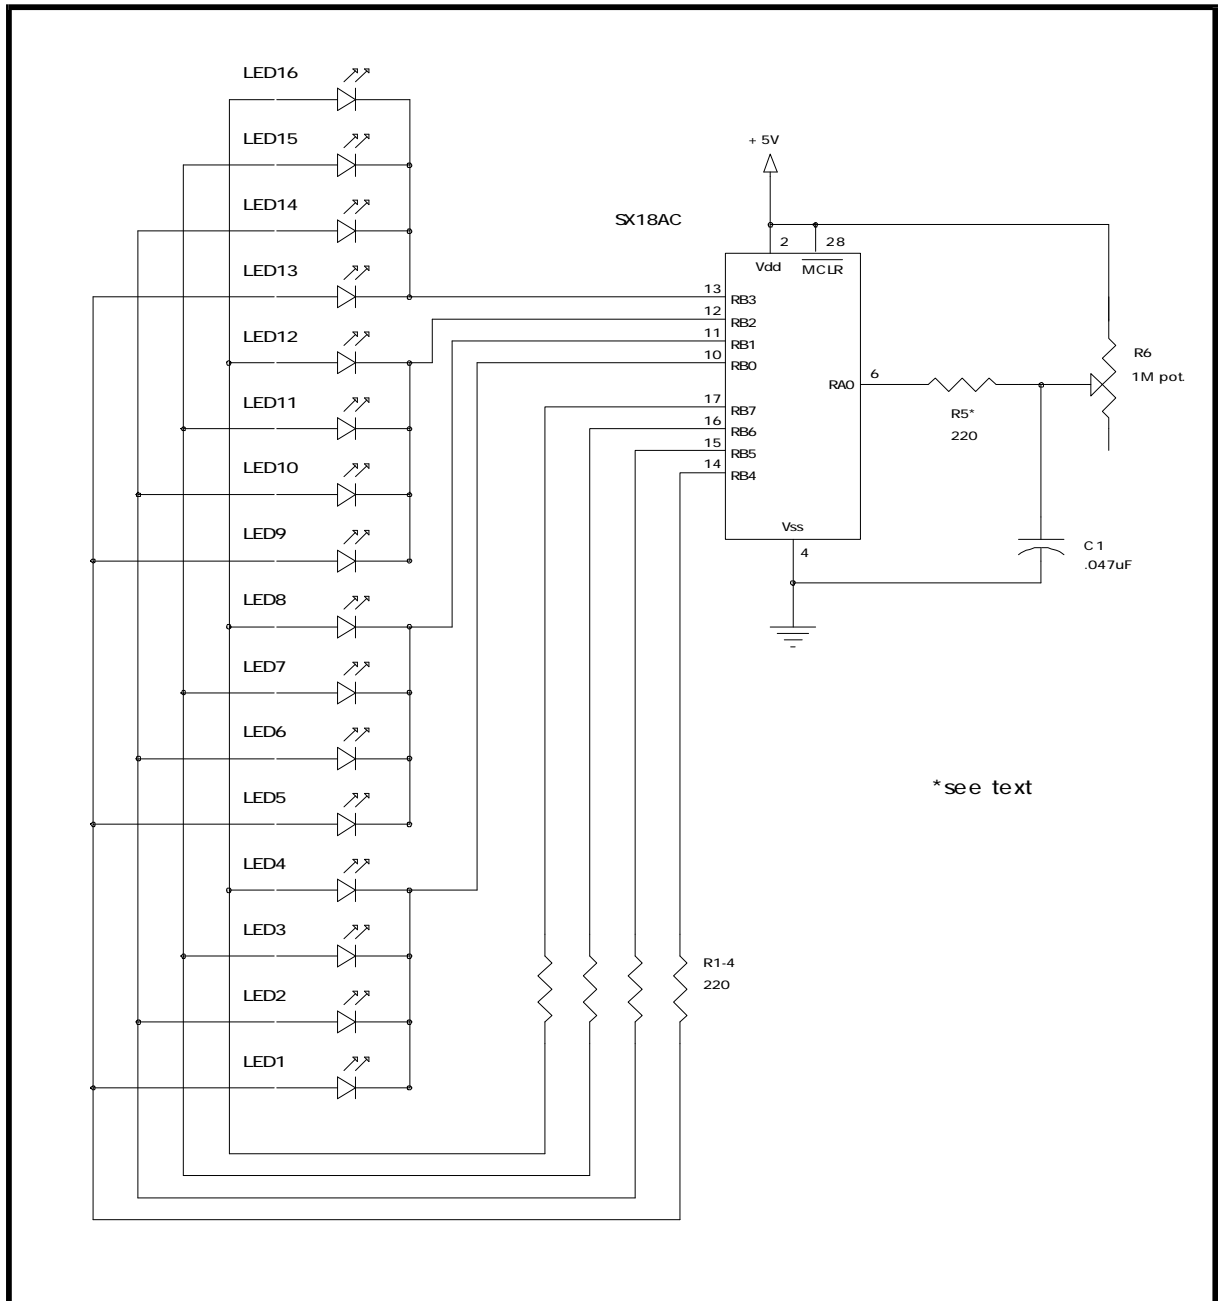 LED16
LED15
LED14
LED13
LED12
LED11
LED10
LED9
LED8
LED7
LED6
LED5
LED4
LED3
LED2
LED1
+ 5V
SX18AC
2 28
Vdd MCLR
13 RB3
12 RB2
11 RB1
10 RB0
17 RB7
16 RB6
15 RB5
14 RB4
RA0 6
Vss
4
R5*
220
R6
1M pot.
C1
.047uF
*see text
R1-4
220